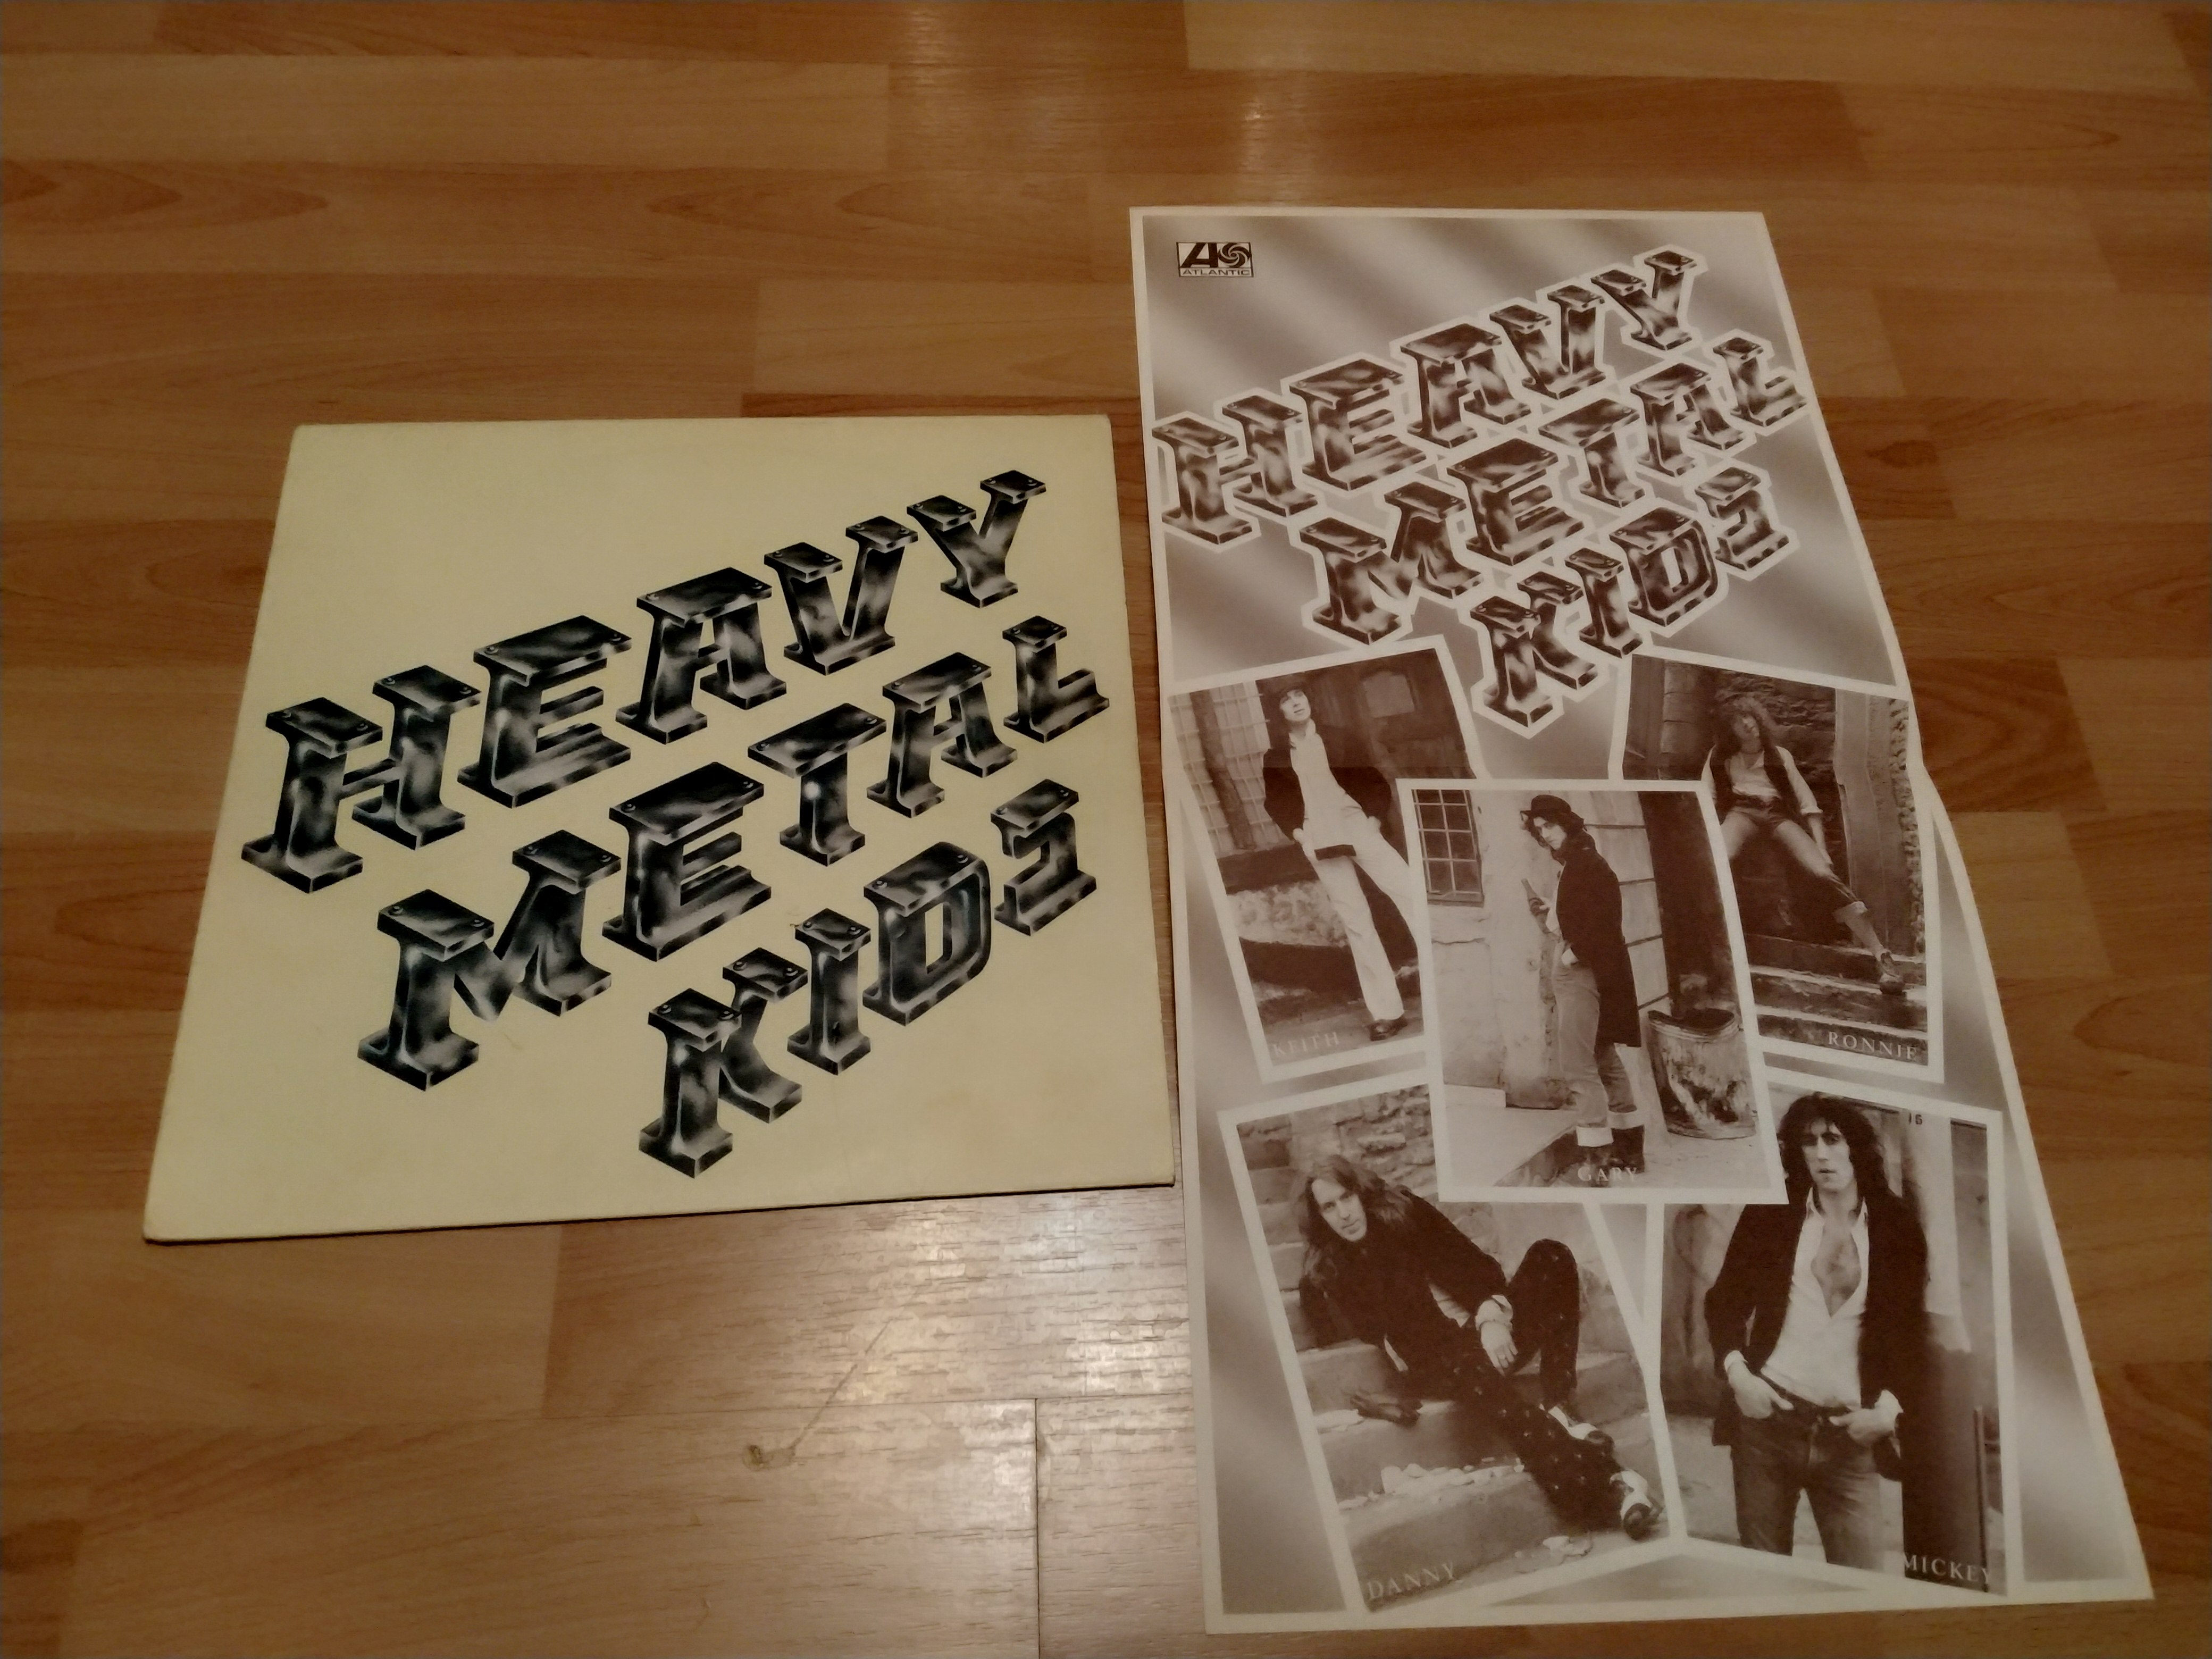 HEAVY
METAL
KIDS
ATLANTIC
HEAVY
METAL
KIDS
KEITH
RONNIE
GARY
15
DANNY
MICKEY